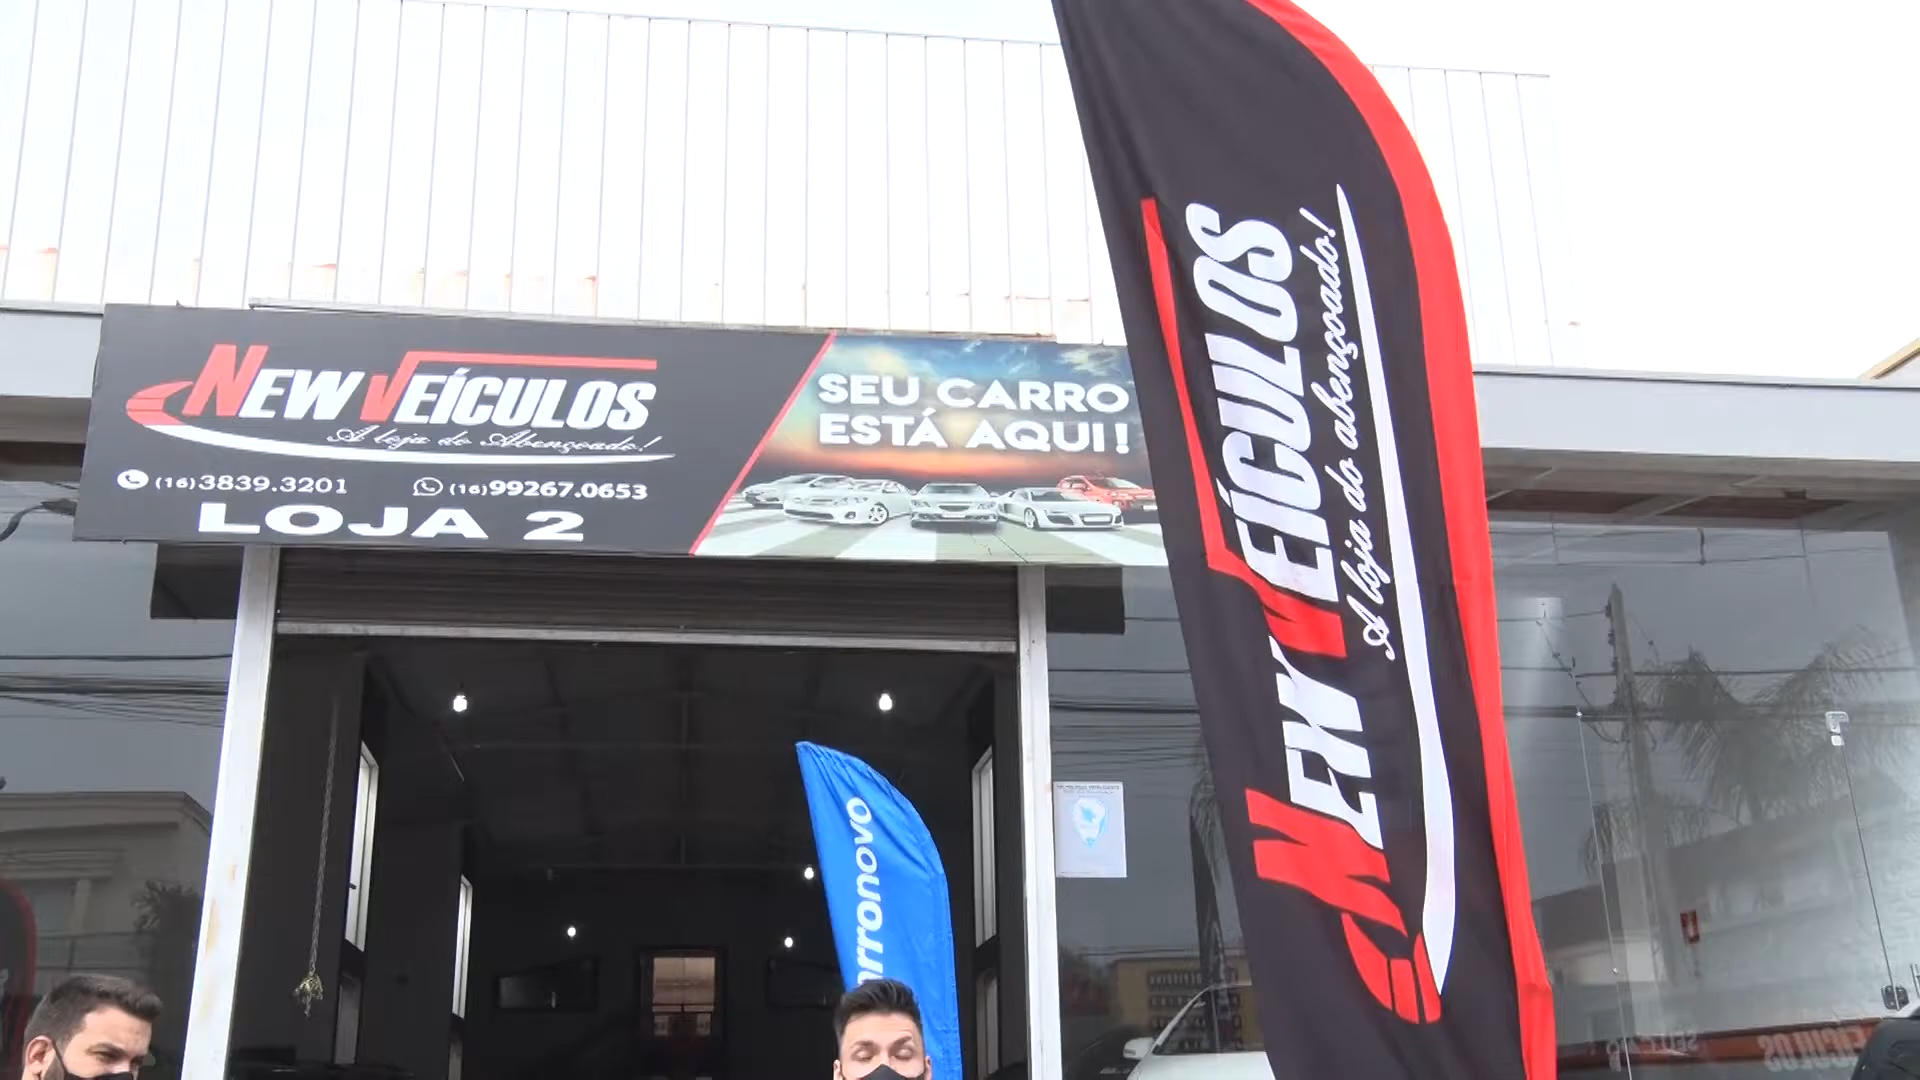 NEW VEÍCULOS
A loja do Abençoado!
(16)3839.3201
(16)99267.0653
LOJA 2
SEU CARRO
ESTÁ AQUI!
NEW VEÍCULOS
A loja do abençoado!
rronovo
VEÍCULOS